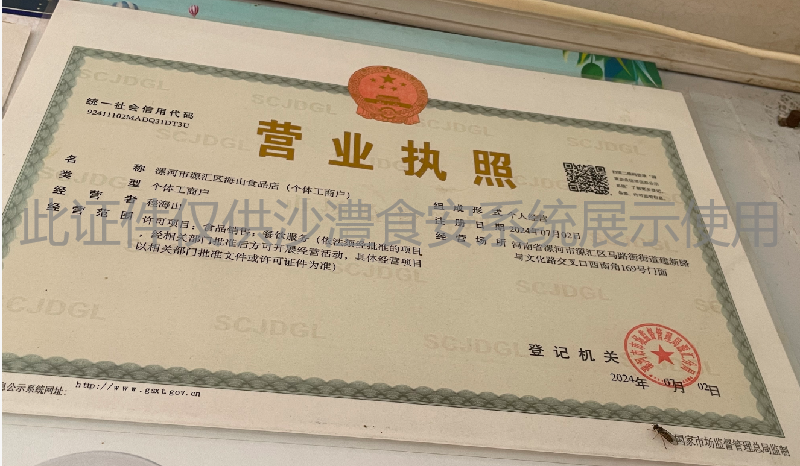 统一社会信用代码
92411102MADQ31DT3U
营业执照
名 称 漯河市源汇区海山食品店（个体工商户）
类 型 个体工商户
经营者
经营范围 许可项目：食品销售；餐饮服务（依法须经批准的项目
，经相关部门批准后方可开展经营活动，具体经营项目
以相关部门批准文件或许可证件为准）
组成形式 个人经营
注册日期 2024年07月02日
经营场所 河南省漯河市源汇区马路街街道建新路
与文化路交叉口西南角169号门面
此证件仅供沙澧食安系统展示使用
登记机关
2024年 07月 02日
信息公示系统网址：http://www.gsxt.gov.cn
国家市场监督管理总局监制
SCJDGL
SCJDGL
SCJDGL
SCJDGL
SCJDGL
SCJDGL